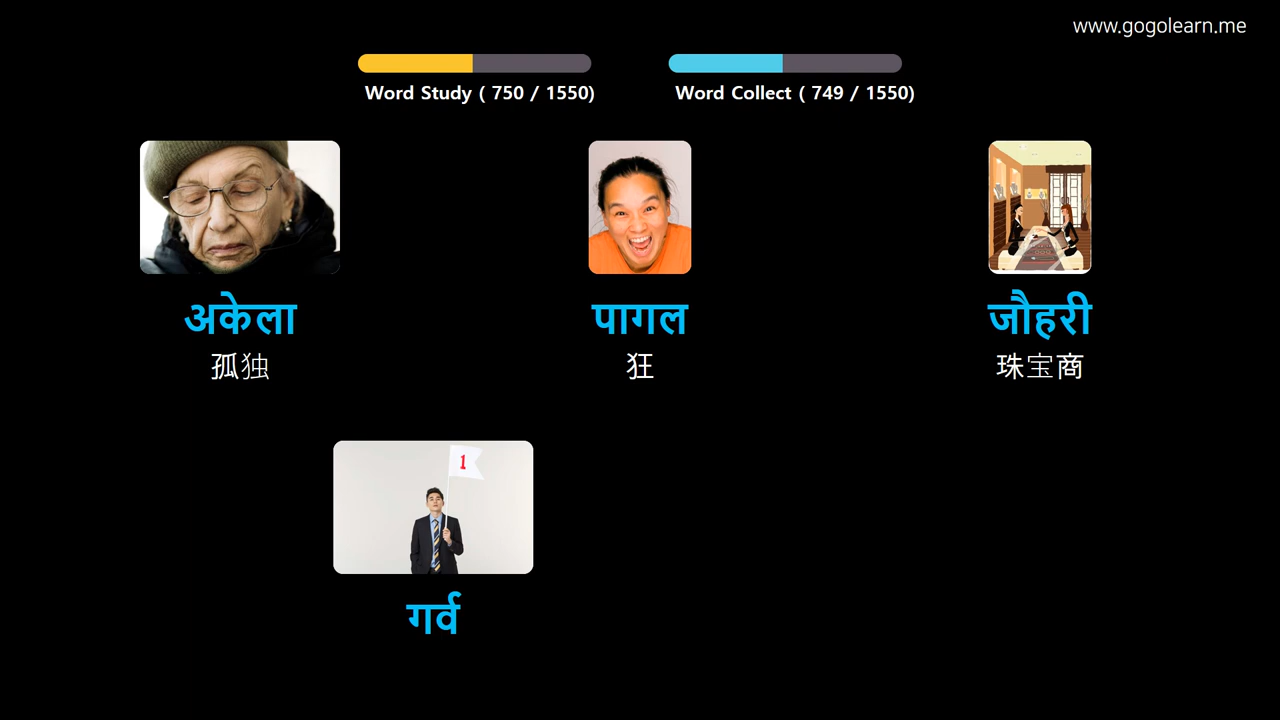 www.gogolearn.me
Word Study ( 750 / 1550)
Word Collect ( 749 / 1550)
अकेला
पागल
जौहरी
孤独
狂
珠宝商
1
गर्व